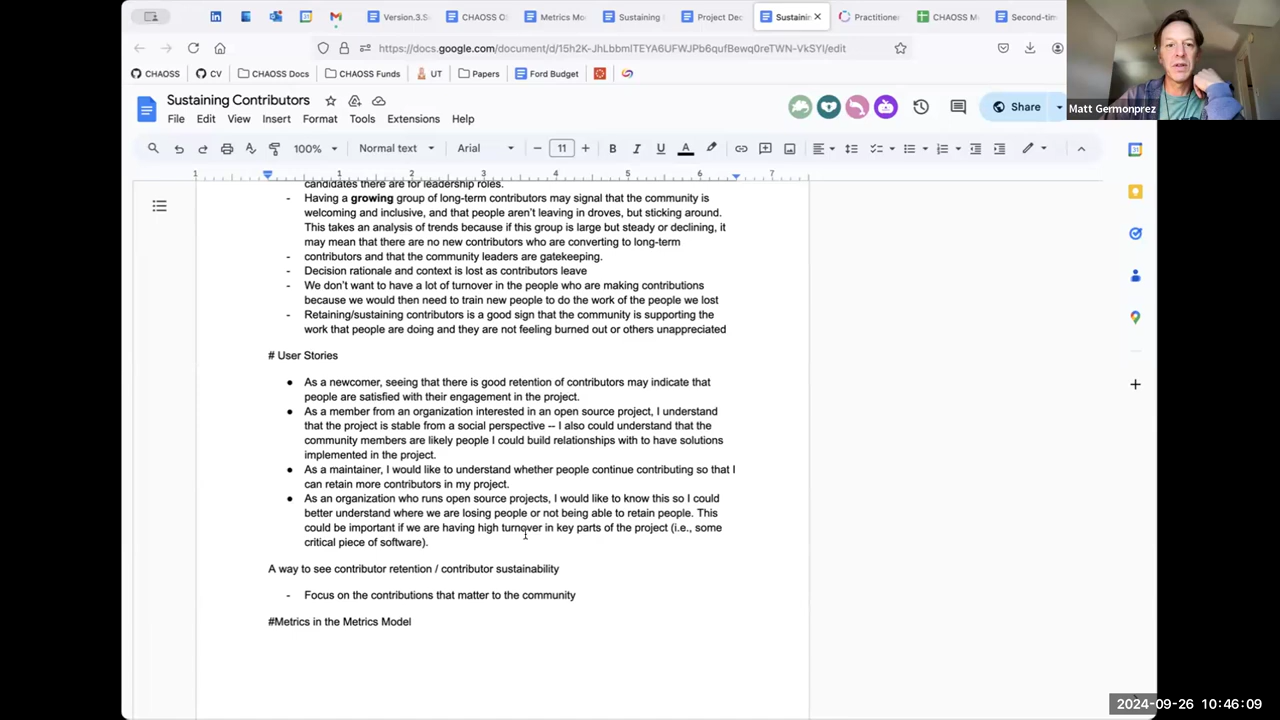 Version.3.S
CHAOSS O
Metrics Mo
Sustaining
Project Dec
Sustainin
Practitioner
CHAOSS M
Second-tim
https://docs.google.com/document/d/15h2K-JhLbbmlTEYA6UFWJPb6qufBewq0reTWN-VkSYI/edit
CHAOSS
CV
CHAOSS Docs
CHAOSS Funds
UT
Papers
Ford Budget
Matt Germonprez
Sustaining Contributors
Share
File Edit View Insert Format Tools Extensions Help
100% Normal text Arial 11
1 1 2 3 4 5 6 7
candidates there are for leadership roles.
- Having a growing group of long-term contributors may signal that the community is
welcoming and inclusive, and that people aren't leaving in droves, but sticking around.
This takes an analysis of trends because if this group is large but steady or declining, it
may mean that there are no new contributors who are converting to long-term
- contributors and that the community leaders are gatekeeping.
- Decision rationale and context is lost as contributors leave
- We don't want to have a lot of turnover in the people who are making contributions
because we would then need to train new people to do the work of the people we lost
- Retaining/sustaining contributors is a good sign that the community is supporting the
work that people are doing and they are not feeling burned out or others unappreciated
# User Stories
● As a newcomer, seeing that there is good retention of contributors may indicate that
people are satisfied with their engagement in the project.
● As a member from an organization interested in an open source project, I understand
that the project is stable from a social perspective -- I also could understand that the
community members are likely people I could build relationships with to have solutions
implemented in the project.
● As a maintainer, I would like to understand whether people continue contributing so that I
can retain more contributors in my project.
● As an organization who runs open source projects, I would like to know this so I could
better understand where we are losing people or not being able to retain people. This
could be important if we are having high turnover in key parts of the project (i.e., some
critical piece of software).
A way to see contributor retention / contributor sustainability
- Focus on the contributions that matter to the community
#Metrics in the Metrics Model
2024-09-26 10:46:09